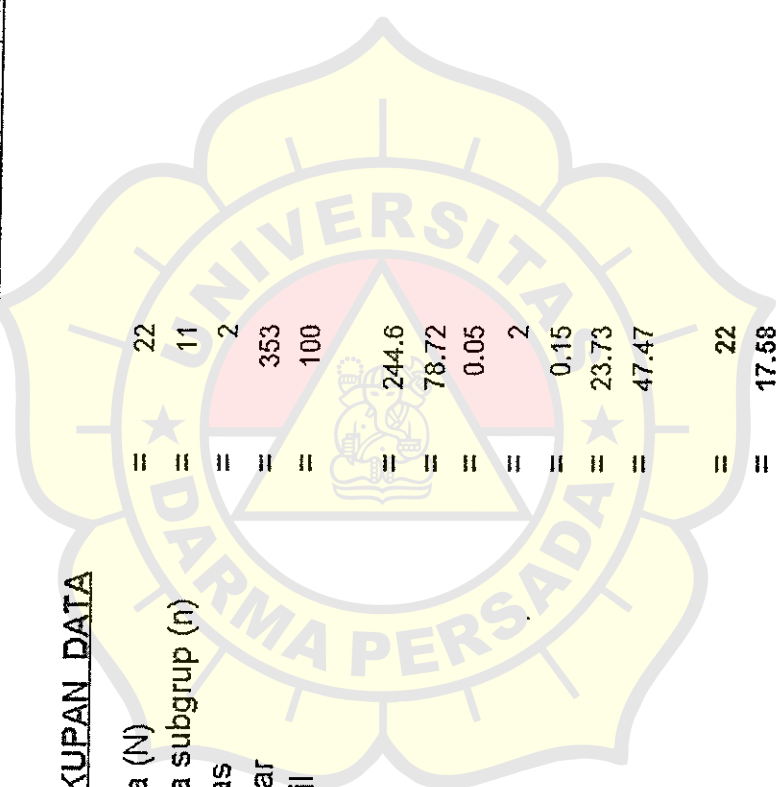 KUPAN DATA
a (N) = 22
a subgrup (n) = 11
as = 2
ar = 353
il = 100
= 244.6
= 78.72
= 0.05
= 2
= 0.15
= 23.73
= 47.47
= 22
= 17.58
UNIVERSITAS
DARMA PERSADA